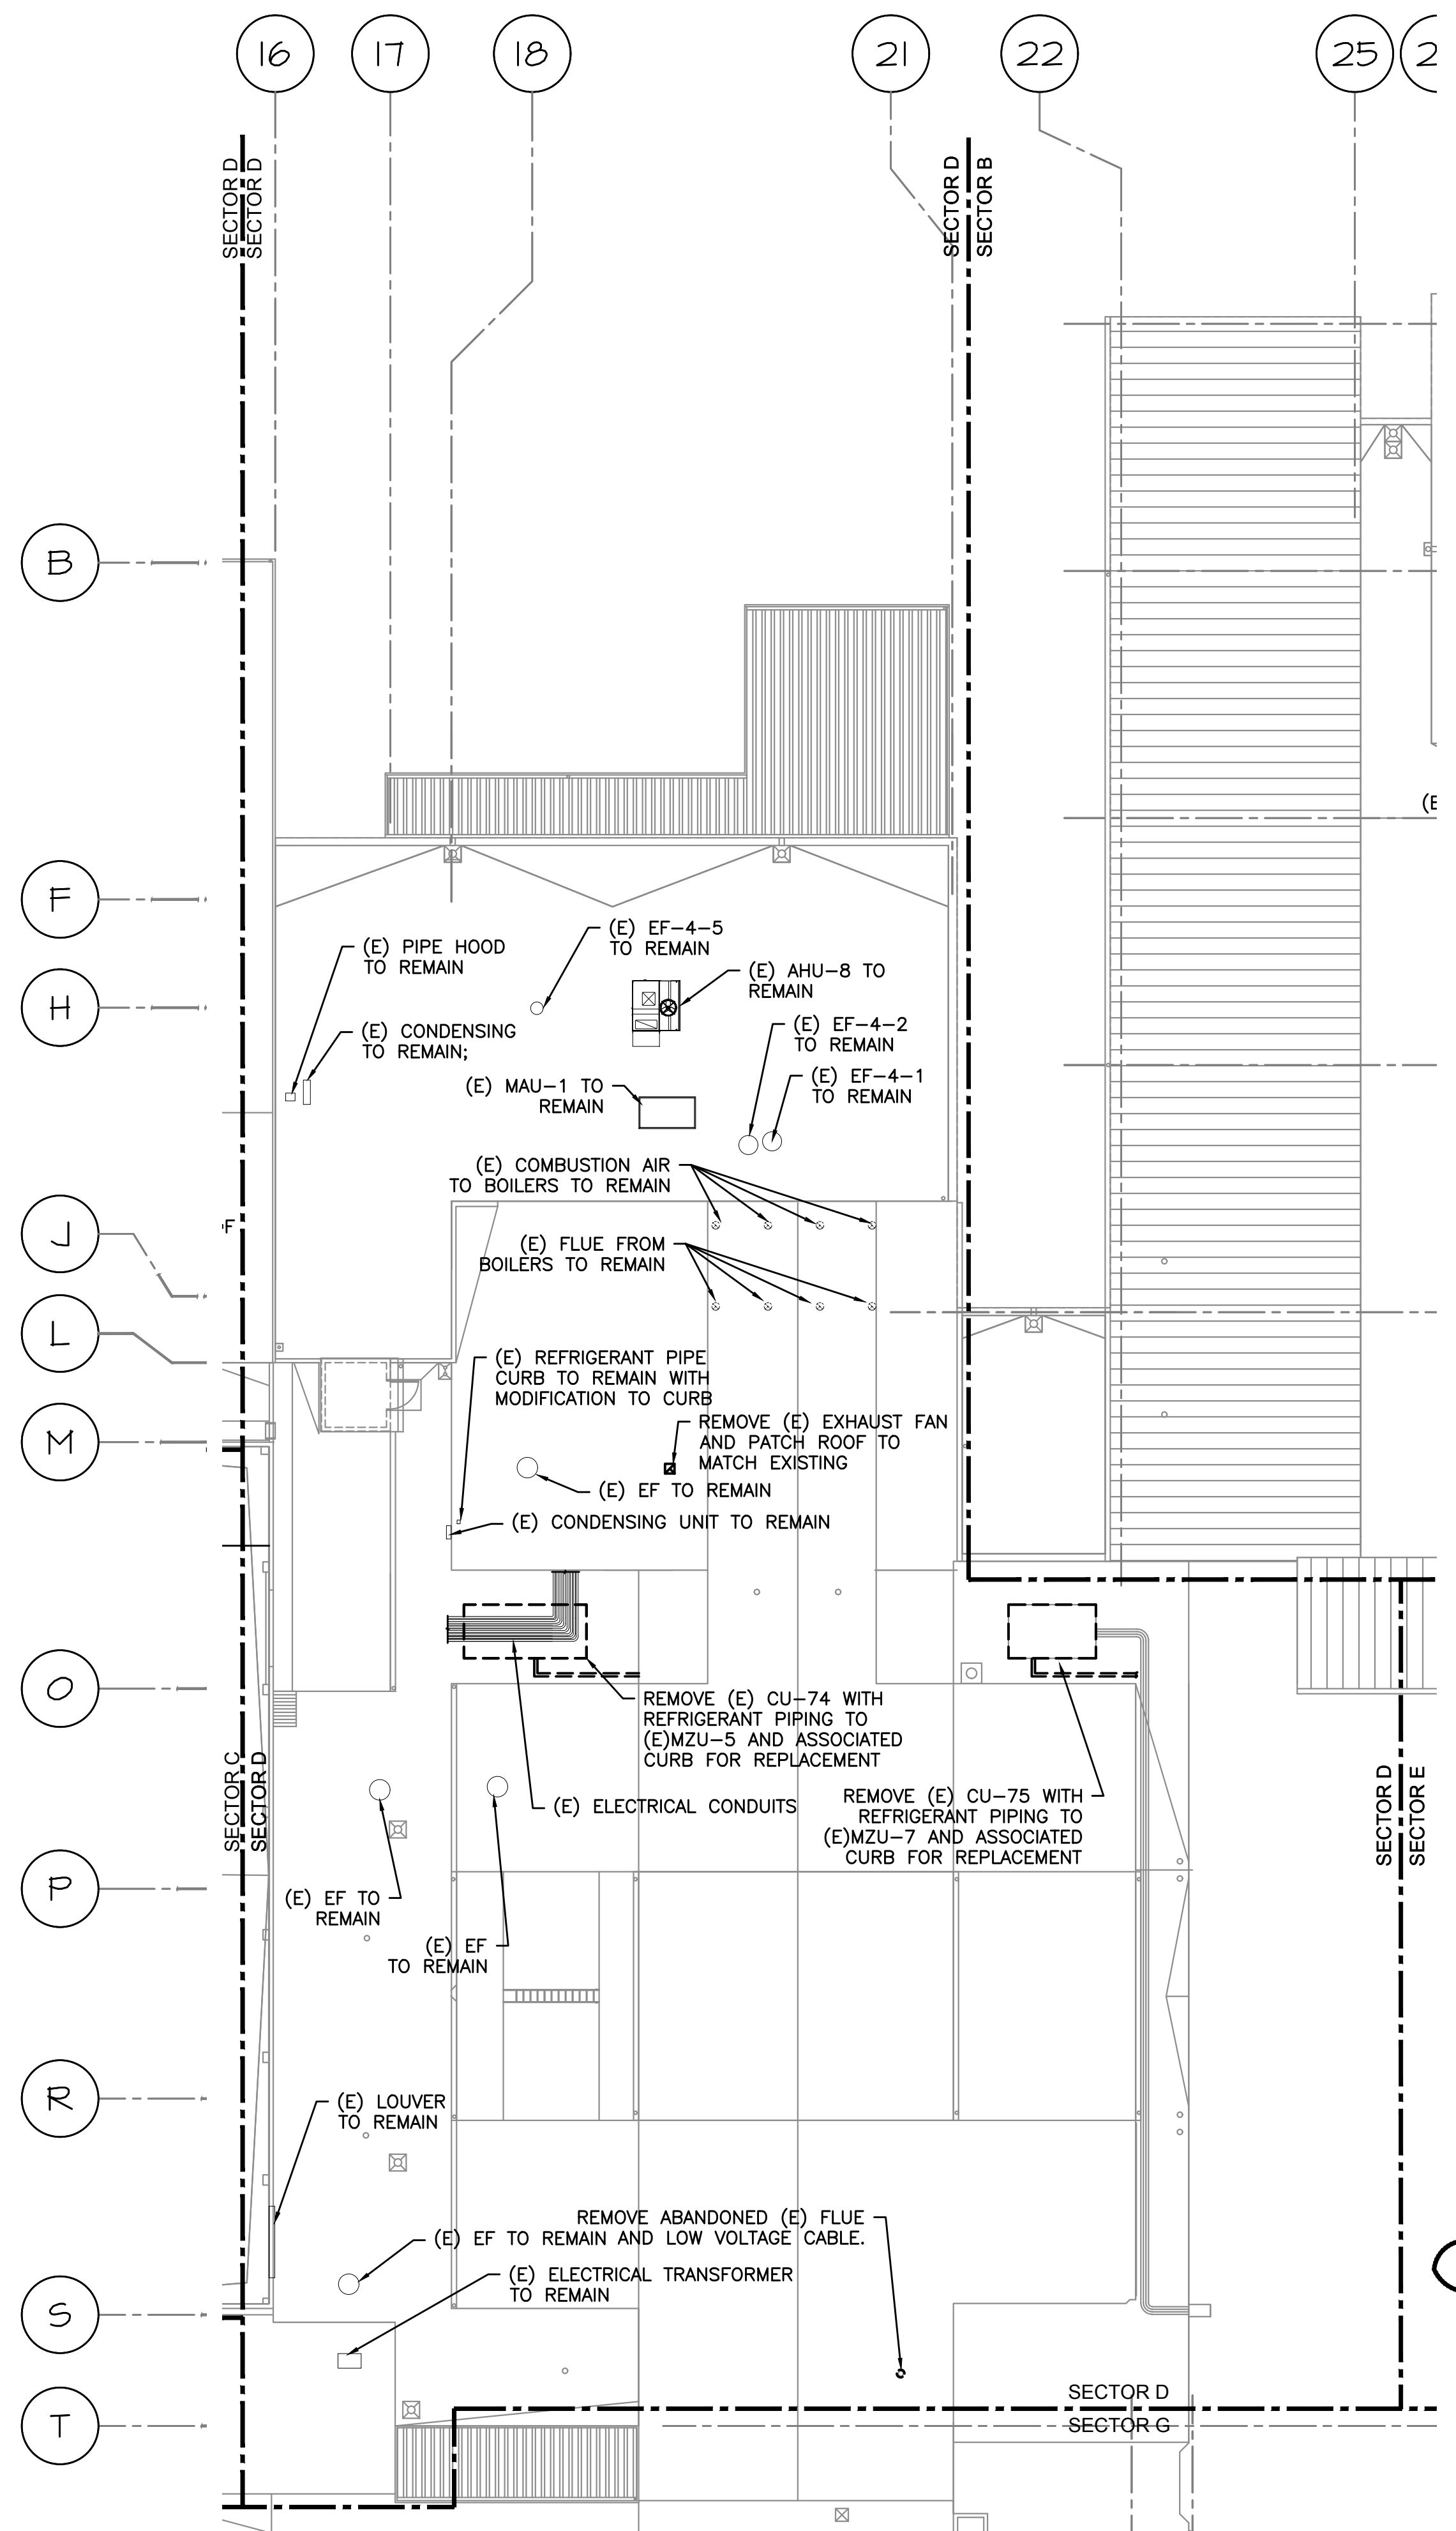 16
17
18
21
22
25
2
SECTOR D
SECTOR D
SECTOR D
SECTOR B
B
(E
F
(E) EF-4-5
TO REMAIN
(E) PIPE HOOD
TO REMAIN
(E) AHU-8 TO
REMAIN
H
(E) EF-4-2
TO REMAIN
(E) CONDENSING
TO REMAIN;
(E) EF-4-1
TO REMAIN
(E) MAU-1 TO
REMAIN
(E) COMBUSTION AIR
TO BOILERS TO REMAIN
F
J
(E) FLUE FROM
BOILERS TO REMAIN
L
(E) REFRIGERANT PIPE
CURB TO REMAIN WITH
MODIFICATION TO CURB
M
REMOVE (E) EXHAUST FAN
AND PATCH ROOF TO
MATCH EXISTING
(E) EF TO REMAIN
(E) CONDENSING UNIT TO REMAIN
O
REMOVE (E) CU-74 WITH
REFRIGERANT PIPING TO
(E)MZU-5 AND ASSOCIATED
CURB FOR REPLACEMENT
SECTOR C
SECTOR D
(E) ELECTRICAL CONDUITS
REMOVE (E) CU-75 WITH
REFRIGERANT PIPING TO
(E)MZU-7 AND ASSOCIATED
CURB FOR REPLACEMENT
SECTOR D
SECTOR E
P
(E) EF TO
REMAIN
(E) EF
TO REMAIN
R
(E) LOUVER
TO REMAIN
REMOVE ABANDONED (E) FLUE
(E) EF TO REMAIN AND LOW VOLTAGE CABLE.
(E) ELECTRICAL TRANSFORMER
TO REMAIN
S
SECTOR D
T
SECTOR G